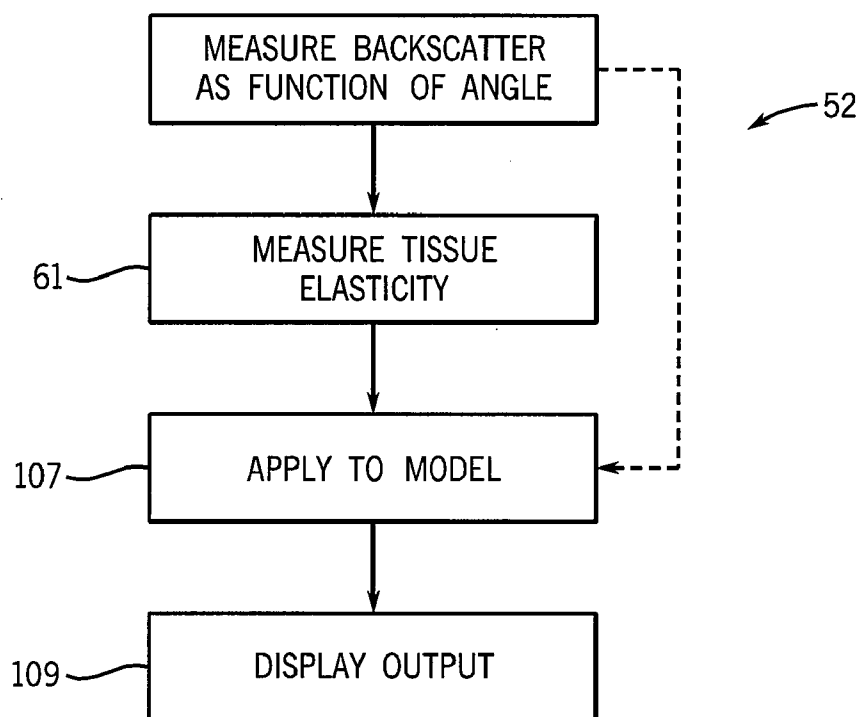 MEASURE BACKSCATTER
AS FUNCTION OF ANGLE
52
61
MEASURE TISSUE
ELASTICITY
107
APPLY TO MODEL
109
DISPLAY OUTPUT